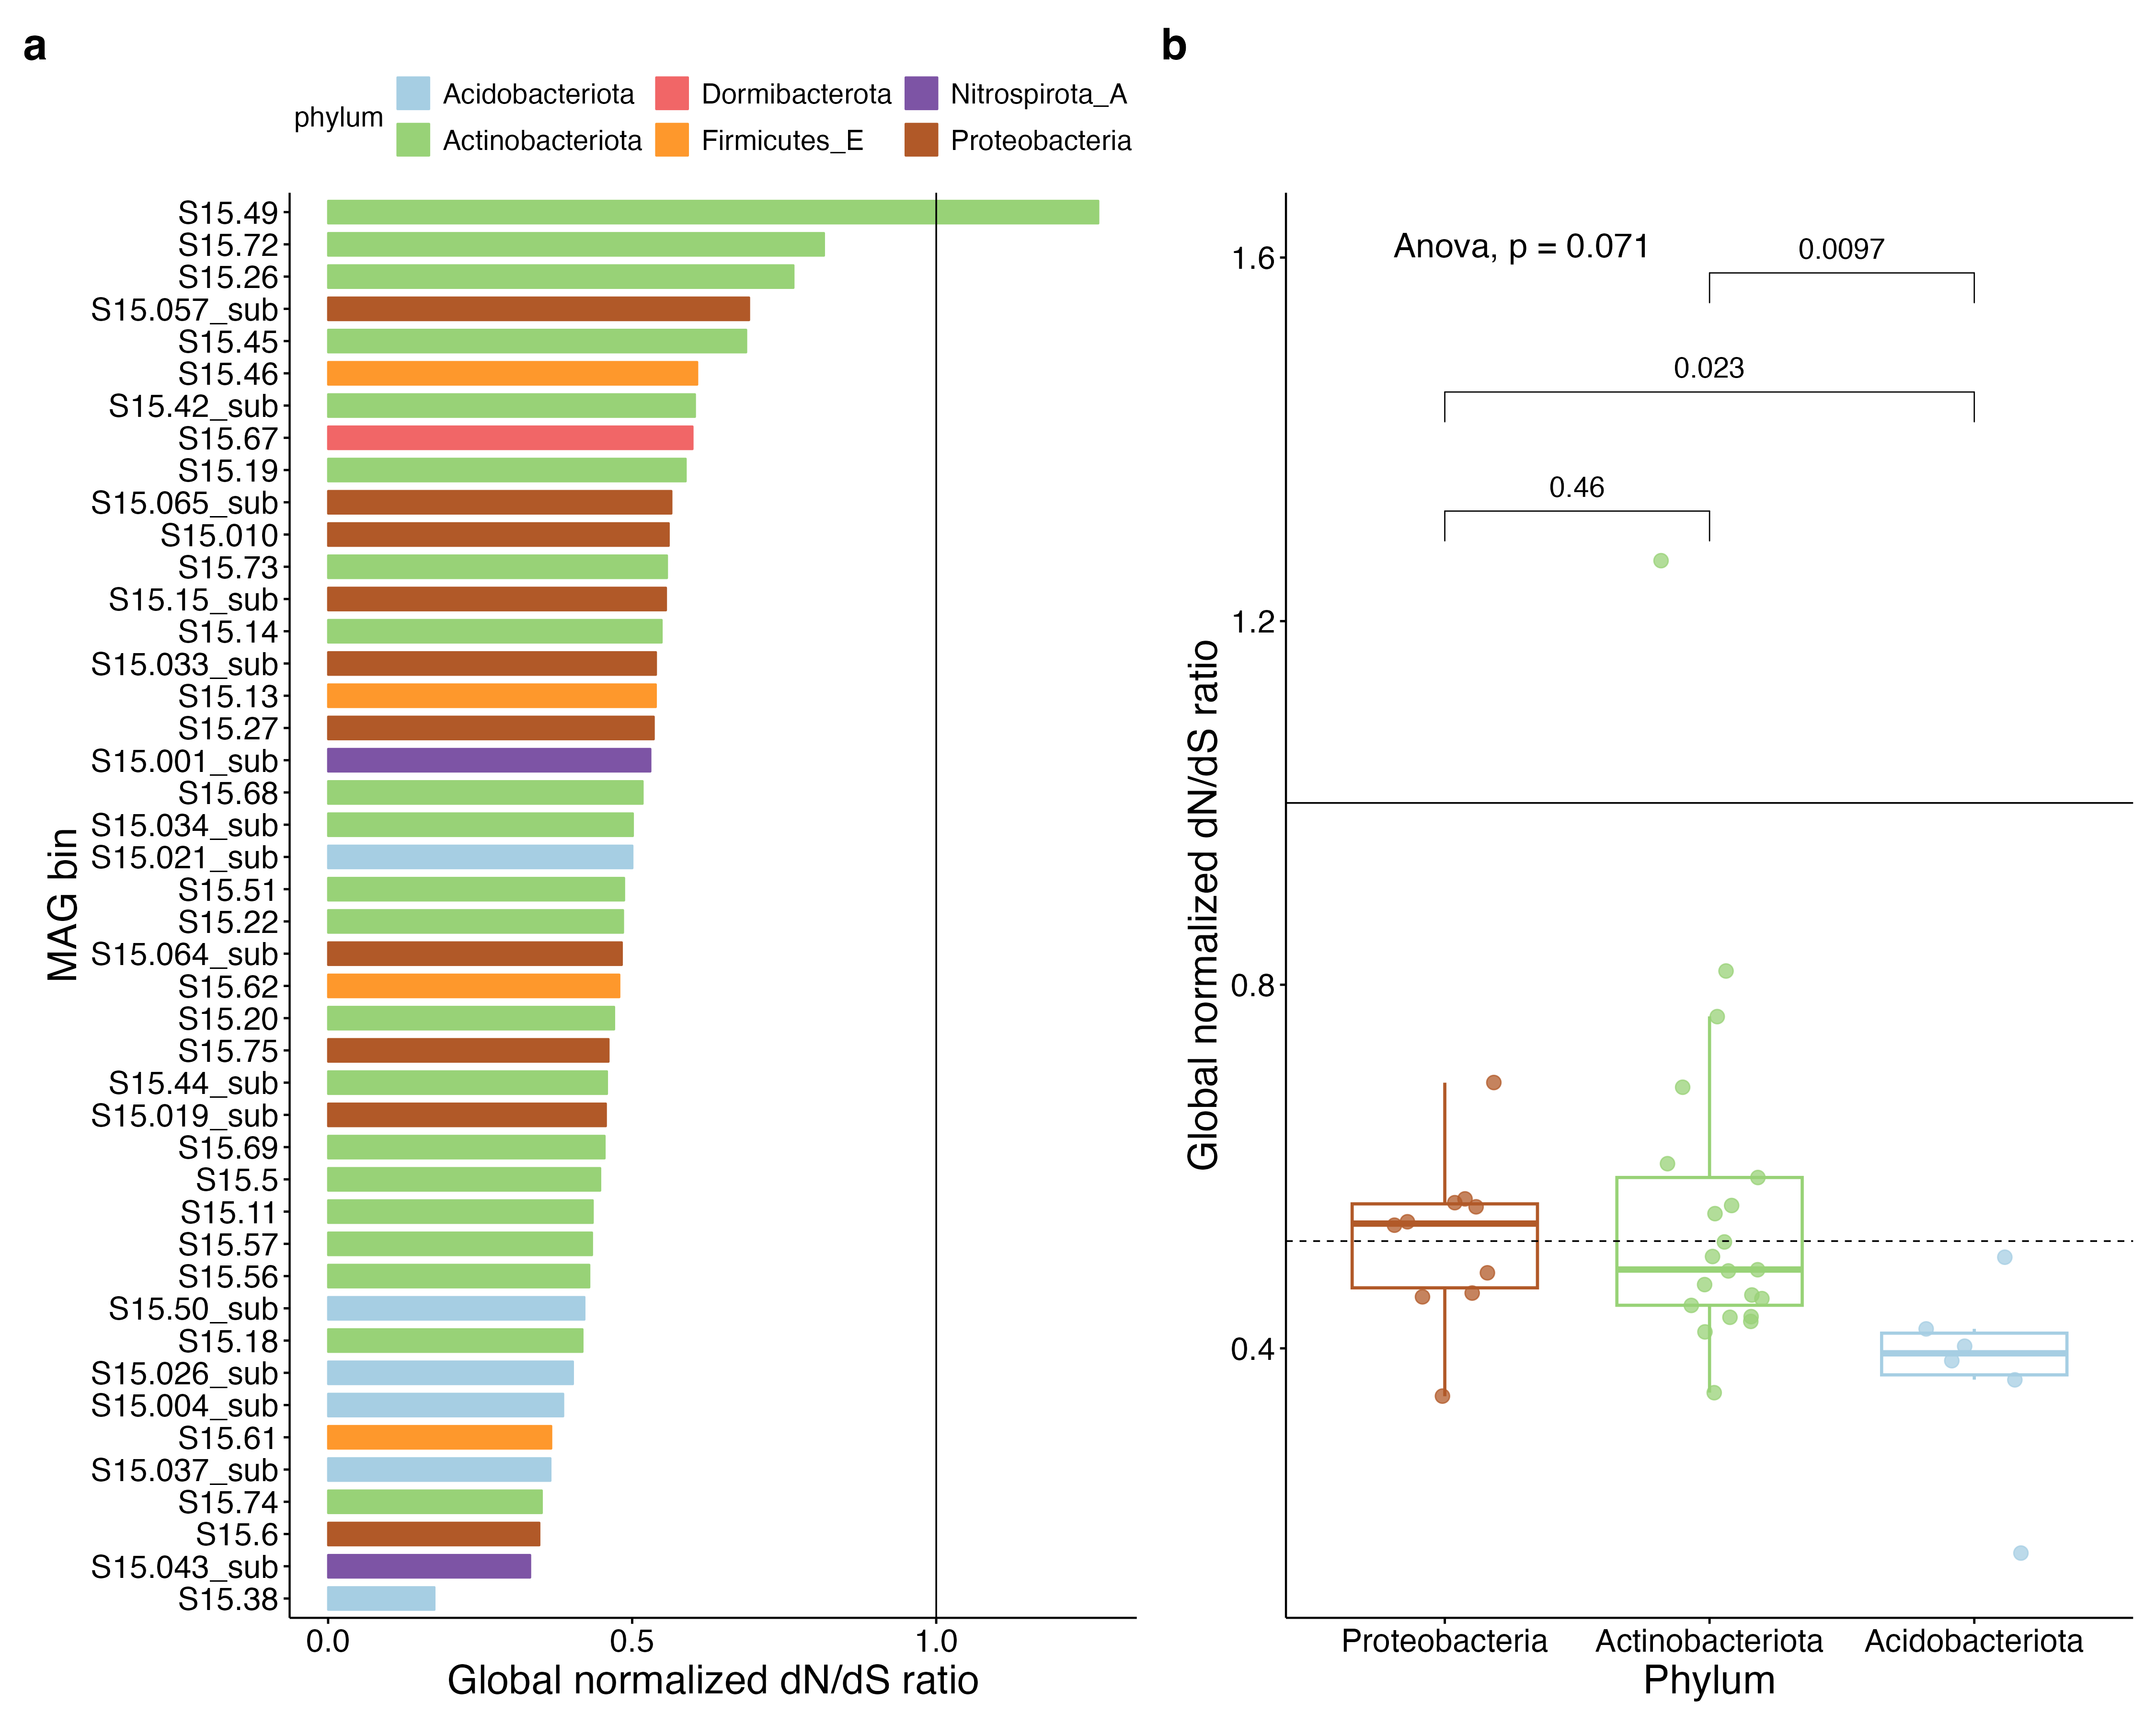 a
b
phylum
Acidobacteriota
Dormibacterota
Nitrospirota_A
Actinobacteriota
Firmicutes_E
Proteobacteria
MAG bin
S15.49
S15.72
S15.26
S15.057_sub
S15.45
S15.46
S15.42_sub
S15.67
S15.19
S15.065_sub
S15.010
S15.73
S15.15_sub
S15.14
S15.033_sub
S15.13
S15.27
S15.001_sub
S15.68
S15.034_sub
S15.021_sub
S15.51
S15.22
S15.064_sub
S15.62
S15.20
S15.75
S15.44_sub
S15.019_sub
S15.69
S15.5
S15.11
S15.57
S15.56
S15.50_sub
S15.18
S15.026_sub
S15.004_sub
S15.61
S15.037_sub
S15.74
S15.6
S15.043_sub
S15.38
0.0
0.5
1.0
Global normalized dN/dS ratio
Global normalized dN/dS ratio
1.6
1.2
0.8
0.4
Anova, p = 0.071
0.0097
0.023
0.46
Proteobacteria
Actinobacteriota
Acidobacteriota
Phylum